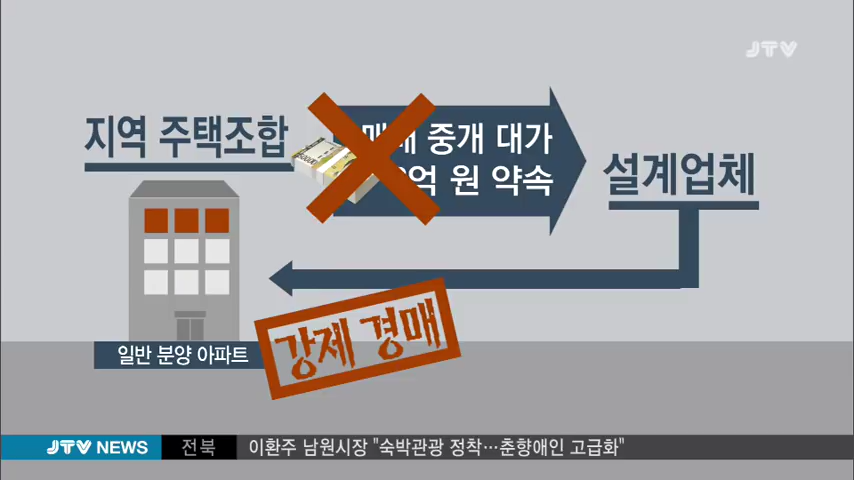 JTV
지역 주택조합
중개 대가
억 원 약속
설계업체
일반 분양 아파트
강제 경매
JTV NEWS
전북
이환주 남원시장 "숙박관광 정착…춘향애인 고급화"